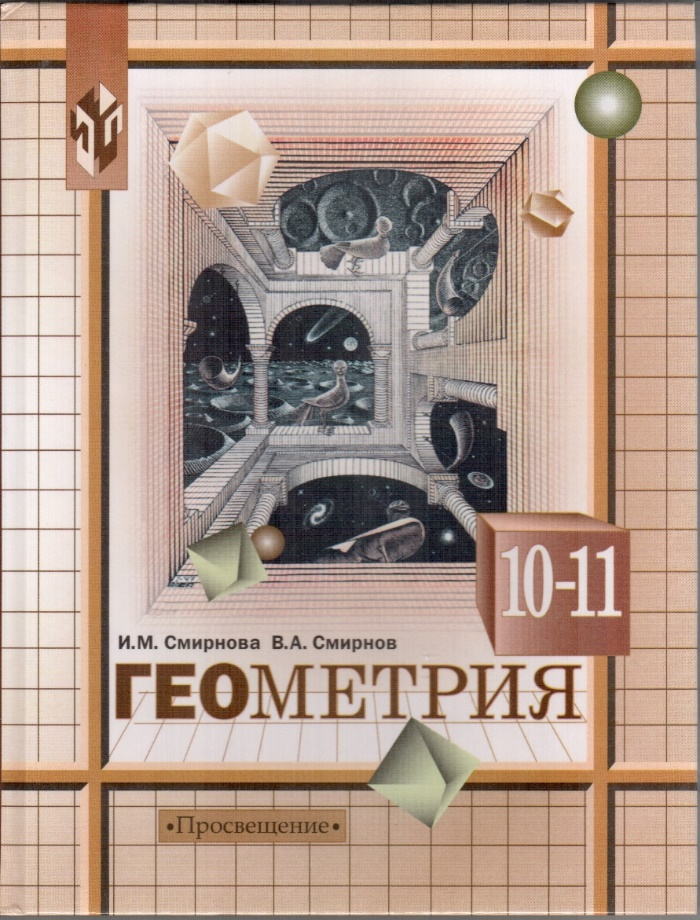 10-11
И.М. Смирнова В.А. Смирнов
ГЕОМЕТРИЯ
•Просвещение•